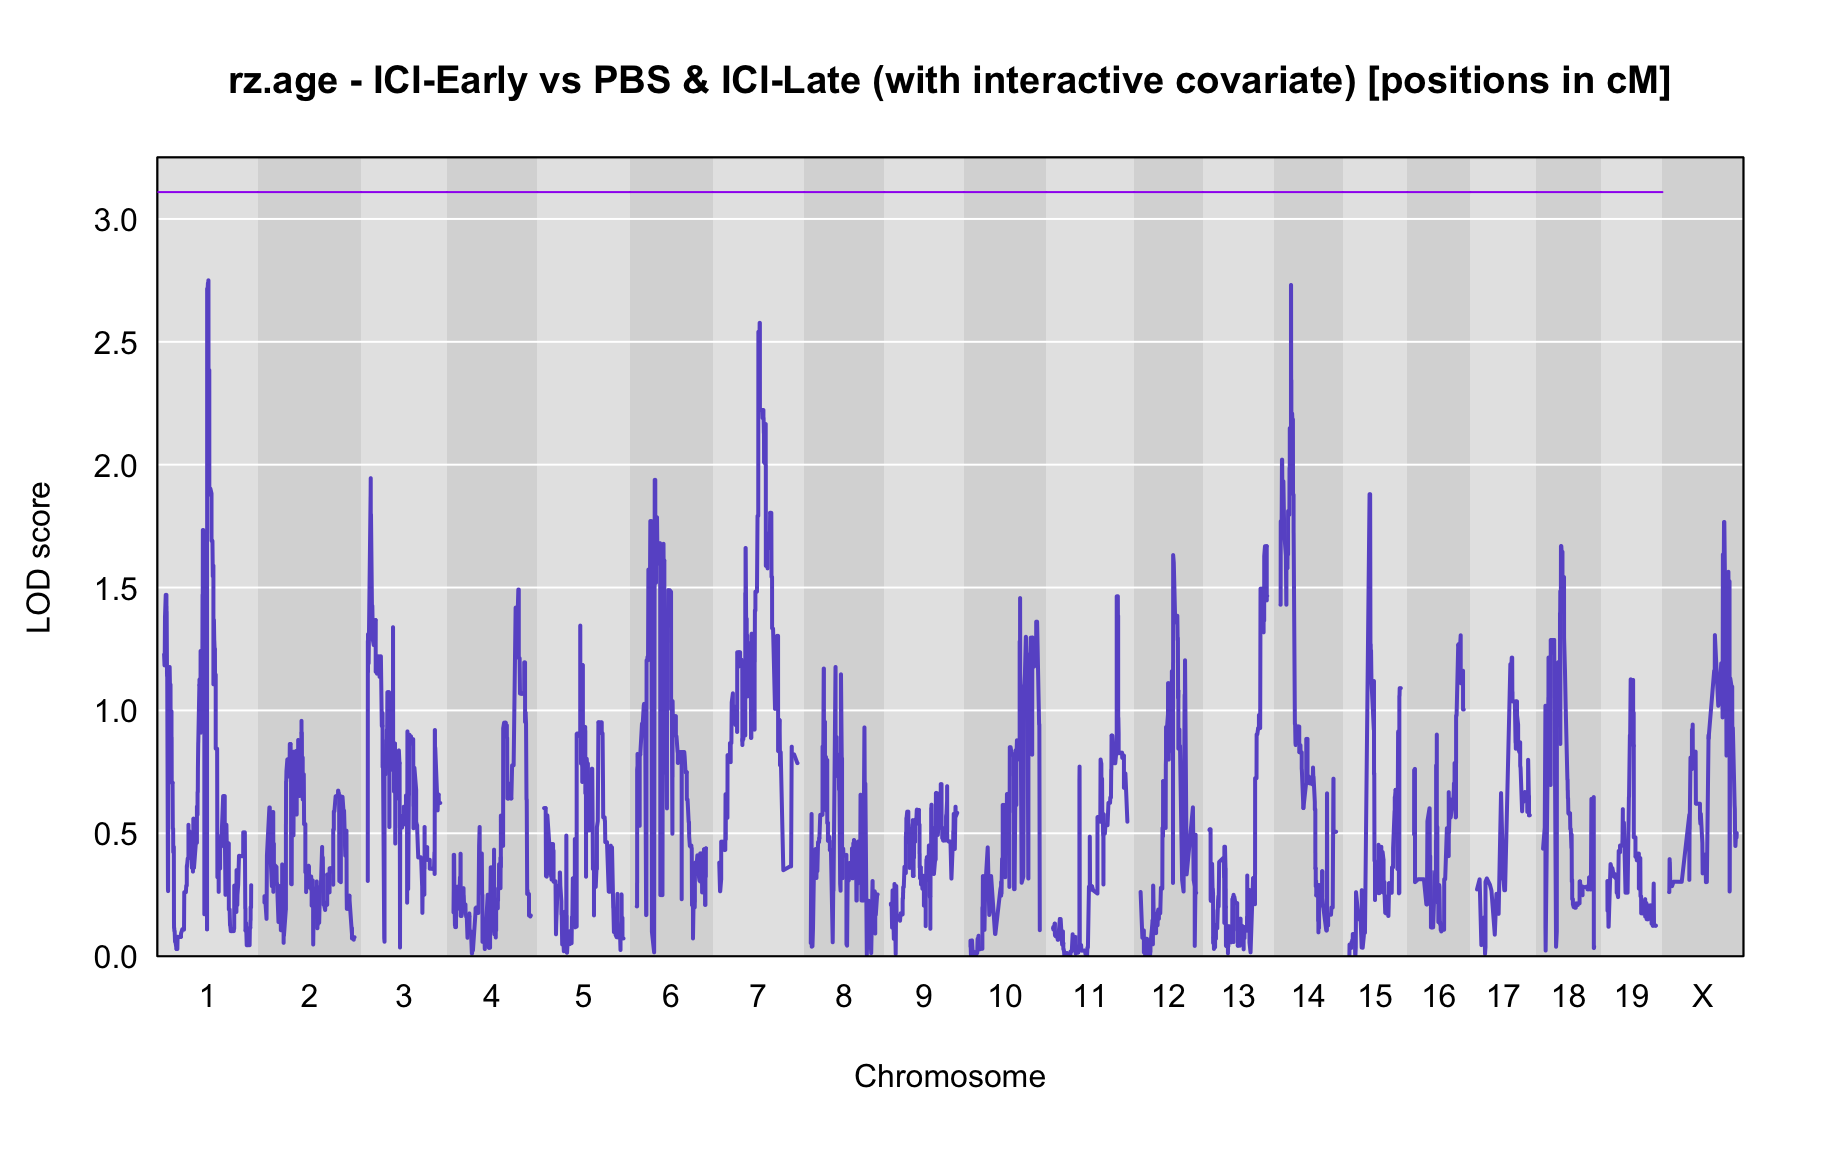 rz.age - ICI-Early vs PBS & ICI-Late (with interactive covariate) [positions in cM]
LOD score
3.0
2.5
2.0
1.5
1.0
0.5
0.0
1 2 3 4 5 6 7 8 9 10 11 12 13 14 15 16 17 18 19 X
Chromosome